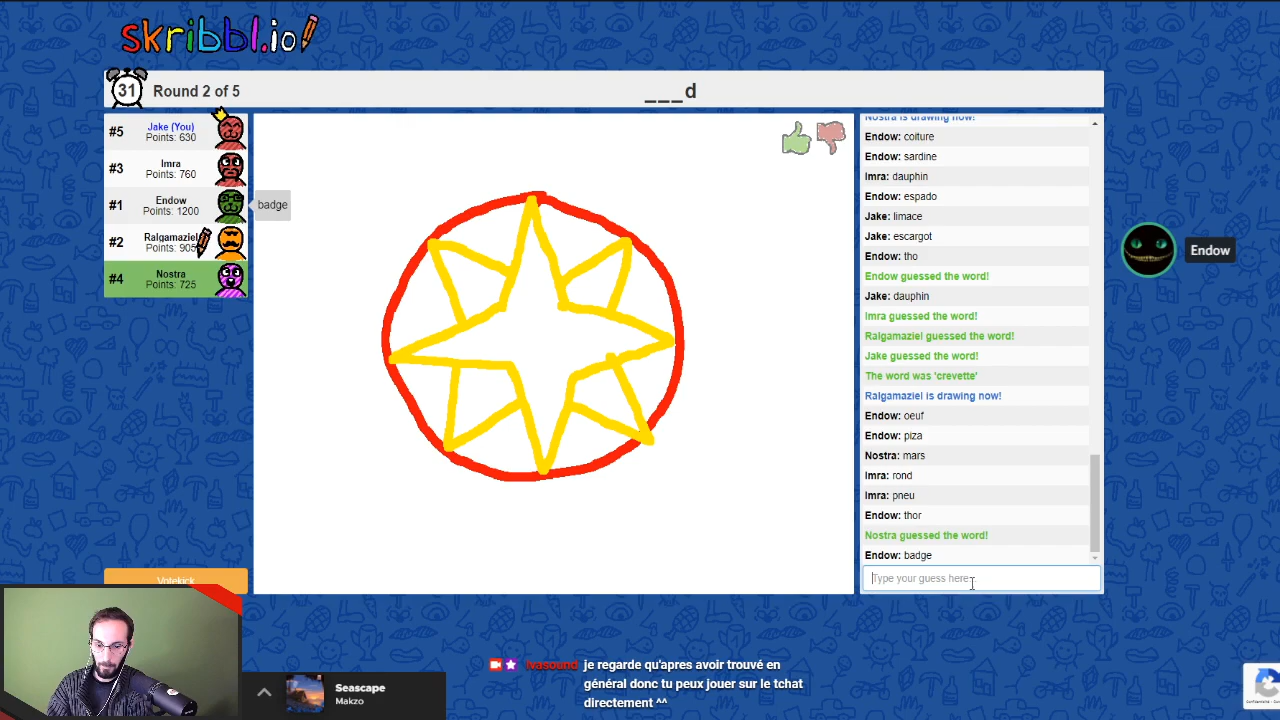 skribbl.io
31
Round 2 of 5
___d
#5
Jake (You)
Points: 630
#3
Imra
Points: 760
#1
Endow
Points: 1200
#2
Ralgamaziel
Points: 905
#4
Nostra
Points: 725
badge
Votekick
Nostra is drawing now!
Endow: coiture
Endow: sardine
Imra: dauphin
Endow: espado
Jake: limace
Jake: escargot
Endow: tho
Endow guessed the word!
Jake: dauphin
Imra guessed the word!
Ralgamaziel guessed the word!
Jake guessed the word!
The word was 'crevette'
Ralgamaziel is drawing now!
Endow: oeuf
Endow: piza
Nostra: mars
Imra: rond
Imra: pneu
Endow: thor
Nostra guessed the word!
Endow: badge
Type your guess here...
Endow
Seascape
Makzo
ivasound je regarde qu'apres avoir trouvé en
général donc tu peux jouer sur le tchat
directement ^^